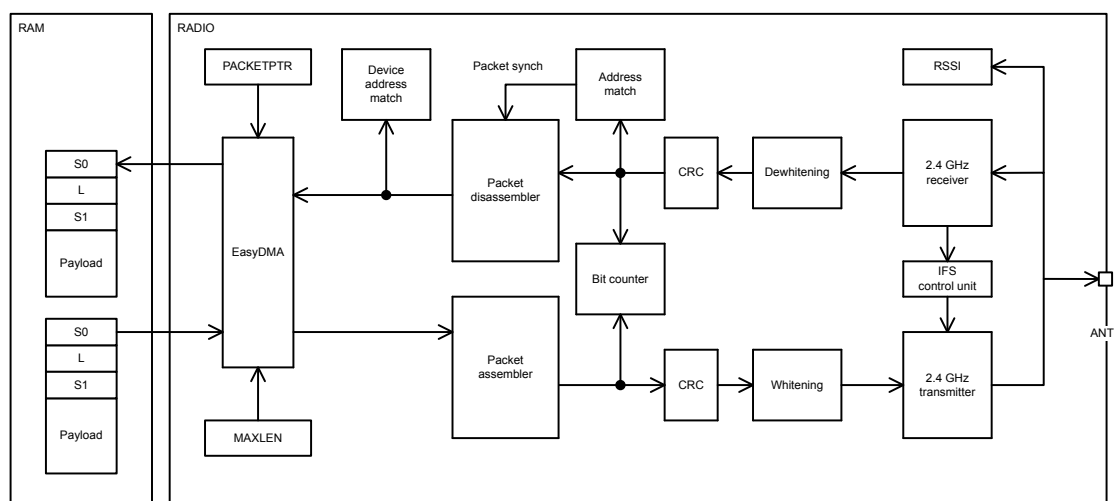 RAM
RADIO
PACKETPTR
Device
address
match
Packet synch
Address
match
RSSI
S0
L
S1
Payload
EasyDMA
Packet
disassembler
CRC
Dewhitening
2.4 GHz
receiver
Bit counter
IFS
control unit
ANT
S0
L
S1
Payload
Packet
assembler
CRC
Whitening
2.4 GHz
transmitter
MAXLEN